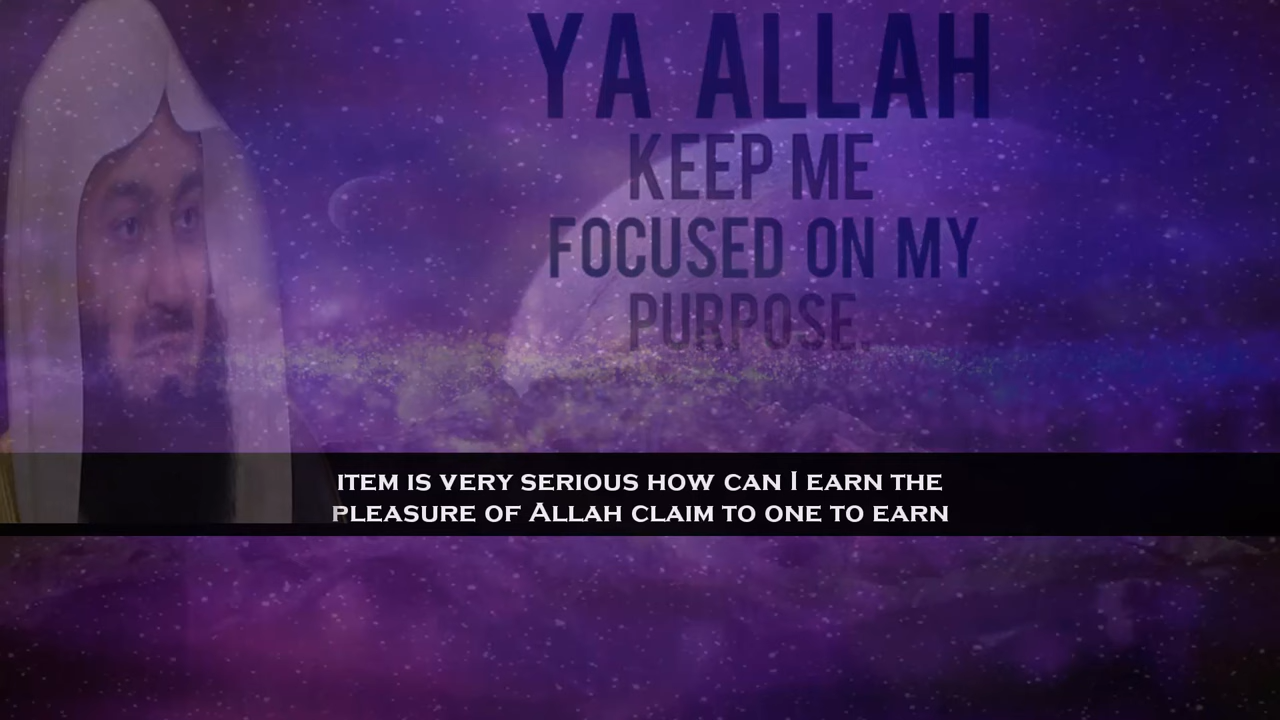 YA ALLAH
KEEP ME
FOCUSED ON MY
PURPOSE.
ITEM IS VERY SERIOUS HOW CAN I EARN THE
PLEASURE OF ALLAH CLAIM TO ONE TO EARN